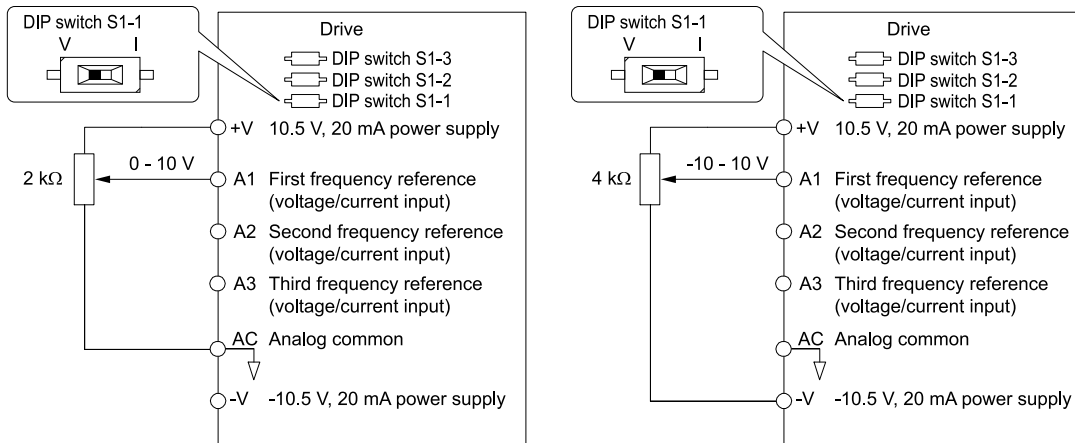 DIP switch S1-1
V I
Drive
DIP switch S1-3
DIP switch S1-2
DIP switch S1-1
+V 10.5 V, 20 mA power supply
2 kΩ
0 - 10 V
A1 First frequency reference
(voltage/current input)
A2 Second frequency reference
(voltage/current input)
A3 Third frequency reference
(voltage/current input)
AC Analog common
-V -10.5 V, 20 mA power supply
DIP switch S1-1
V I
Drive
DIP switch S1-3
DIP switch S1-2
DIP switch S1-1
+V 10.5 V, 20 mA power supply
4 kΩ
-10 - 10 V
A1 First frequency reference
(voltage/current input)
A2 Second frequency reference
(voltage/current input)
A3 Third frequency reference
(voltage/current input)
AC Analog common
-V -10.5 V, 20 mA power supply